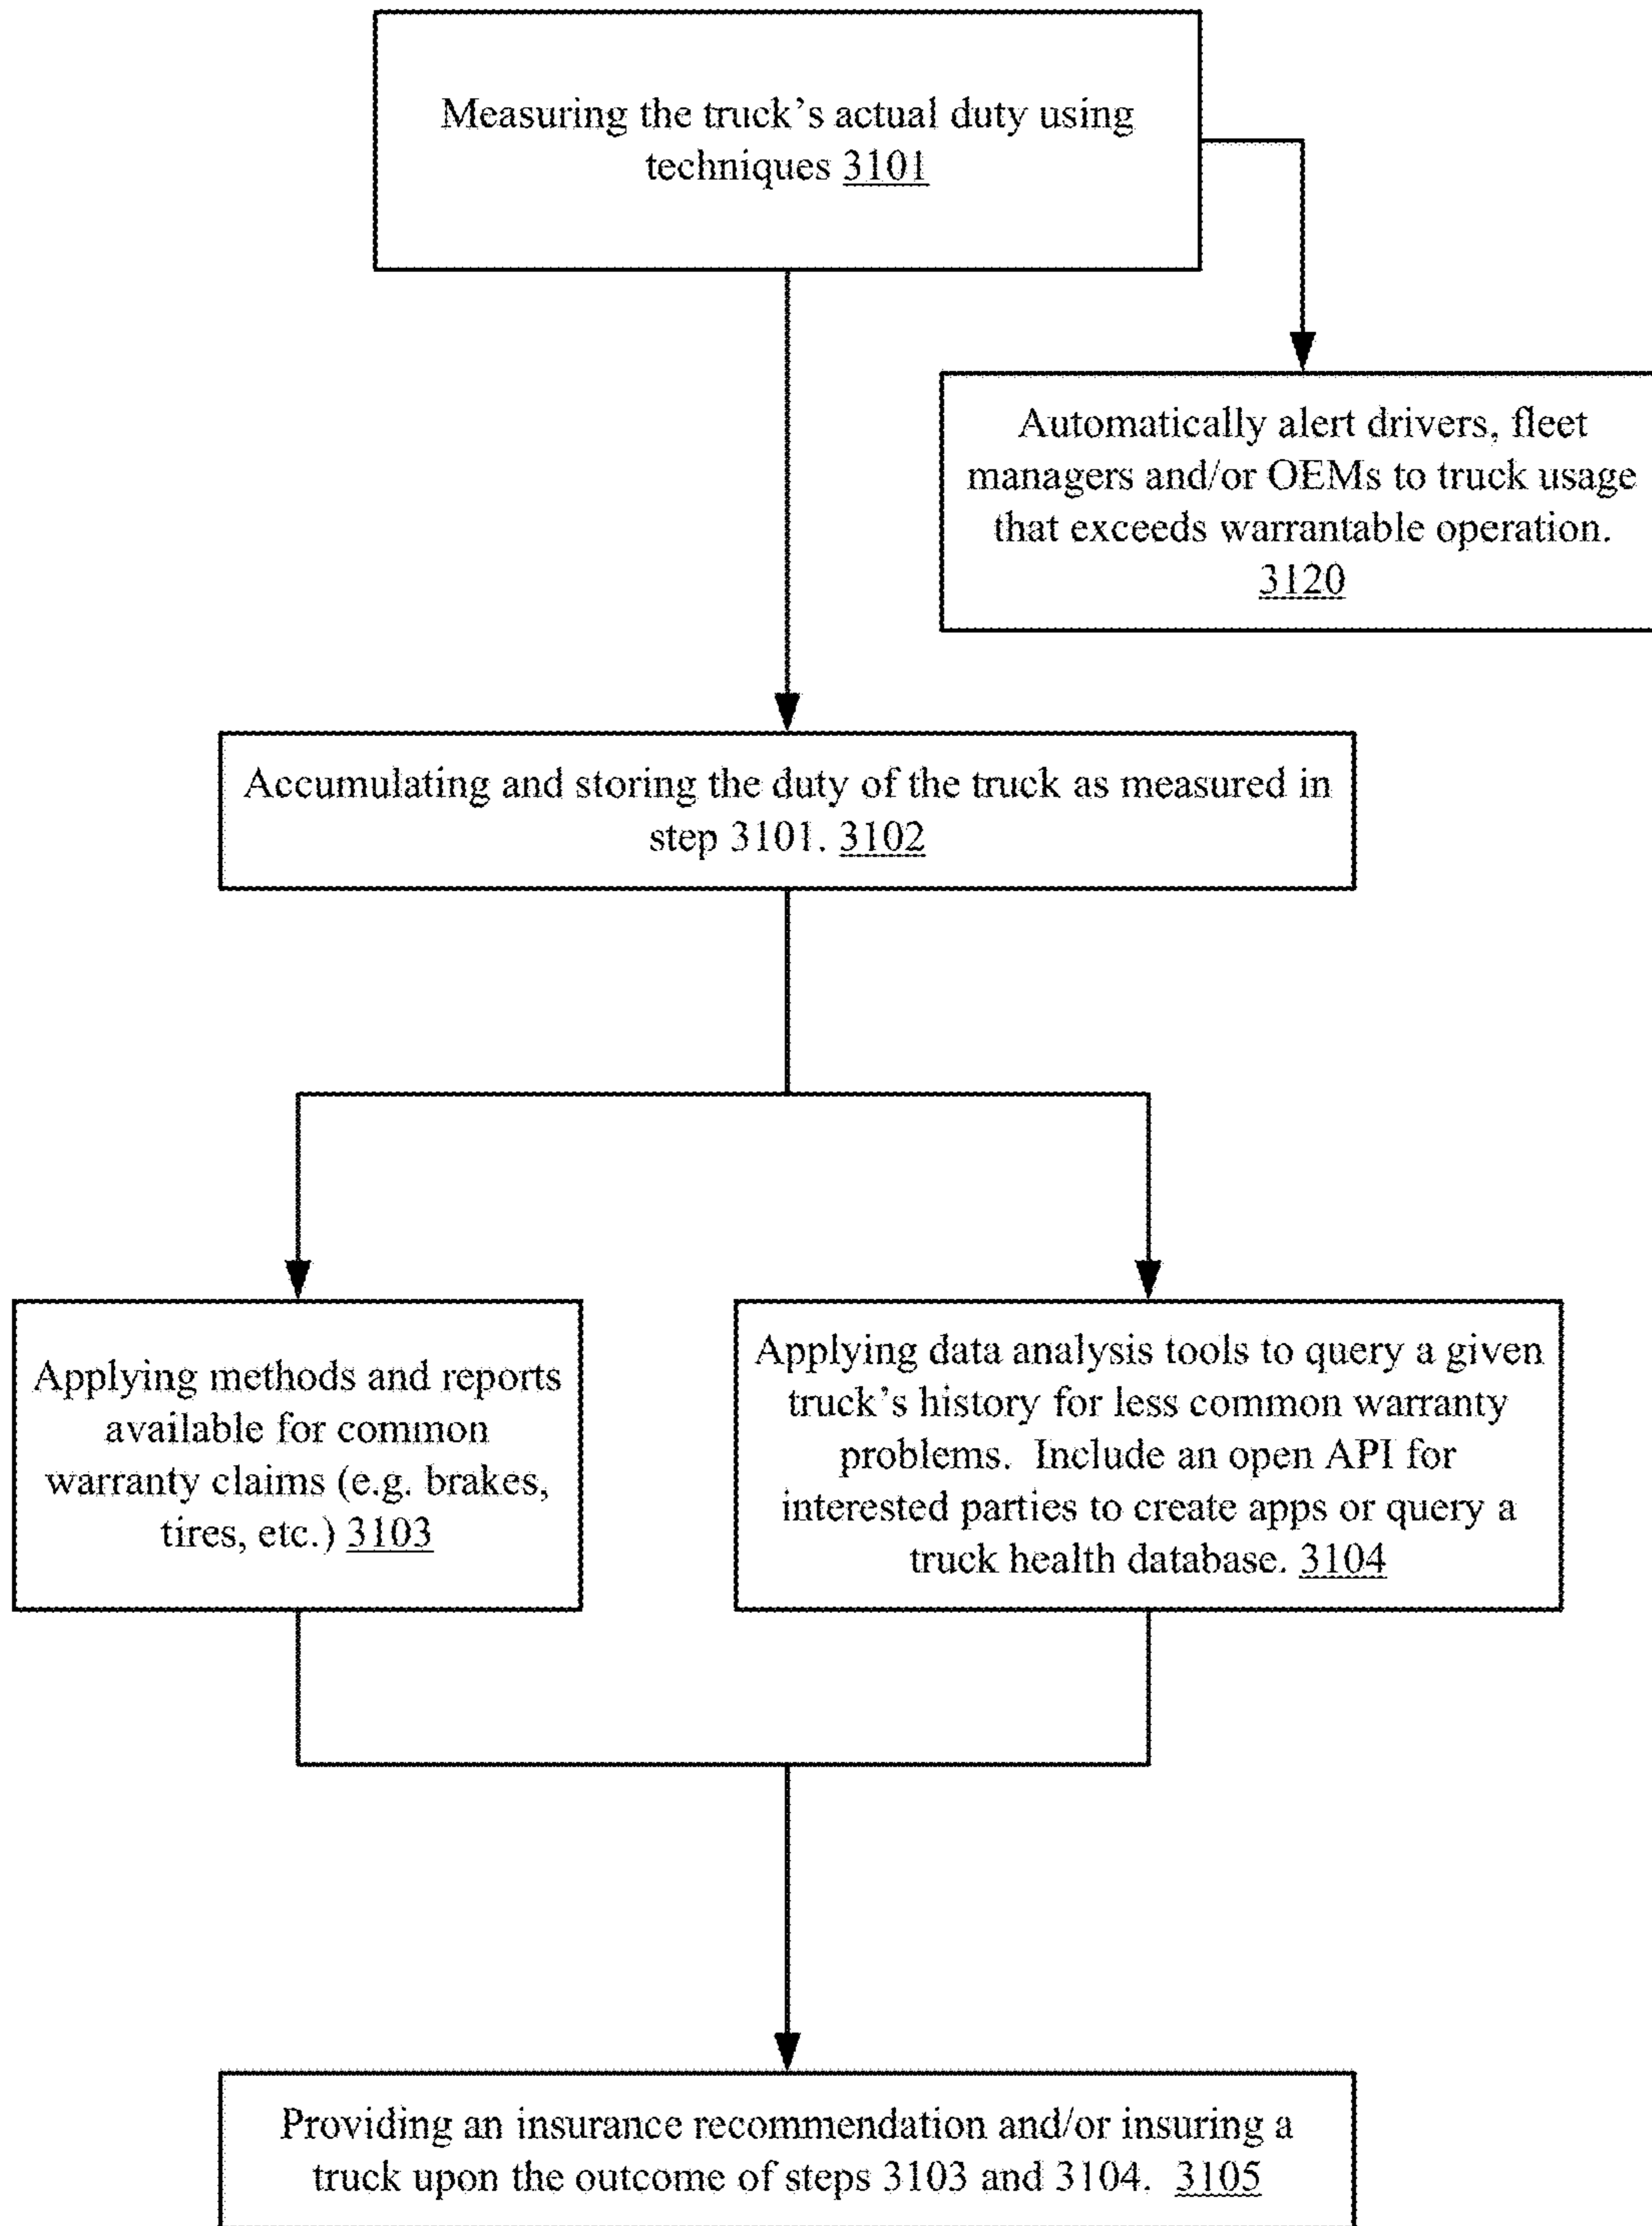 Measuring the truck's actual duty using
techniques 3101
Automatically alert drivers, fleet
managers and/or OEMs to truck usage
that exceeds warrantable operation.
3120
Accumulating and storing the duty of the truck as measured in
step 3101. 3102
Applying methods and reports
available for common
warranty claims (e.g. brakes,
tires, etc.) 3103
Applying data analysis tools to query a given
truck's history for less common warranty
problems.  Include an open API for
interested parties to create apps or query a
truck health database. 3104
Providing an insurance recommendation and/or insuring a
truck upon the outcome of steps 3103 and 3104.  3105